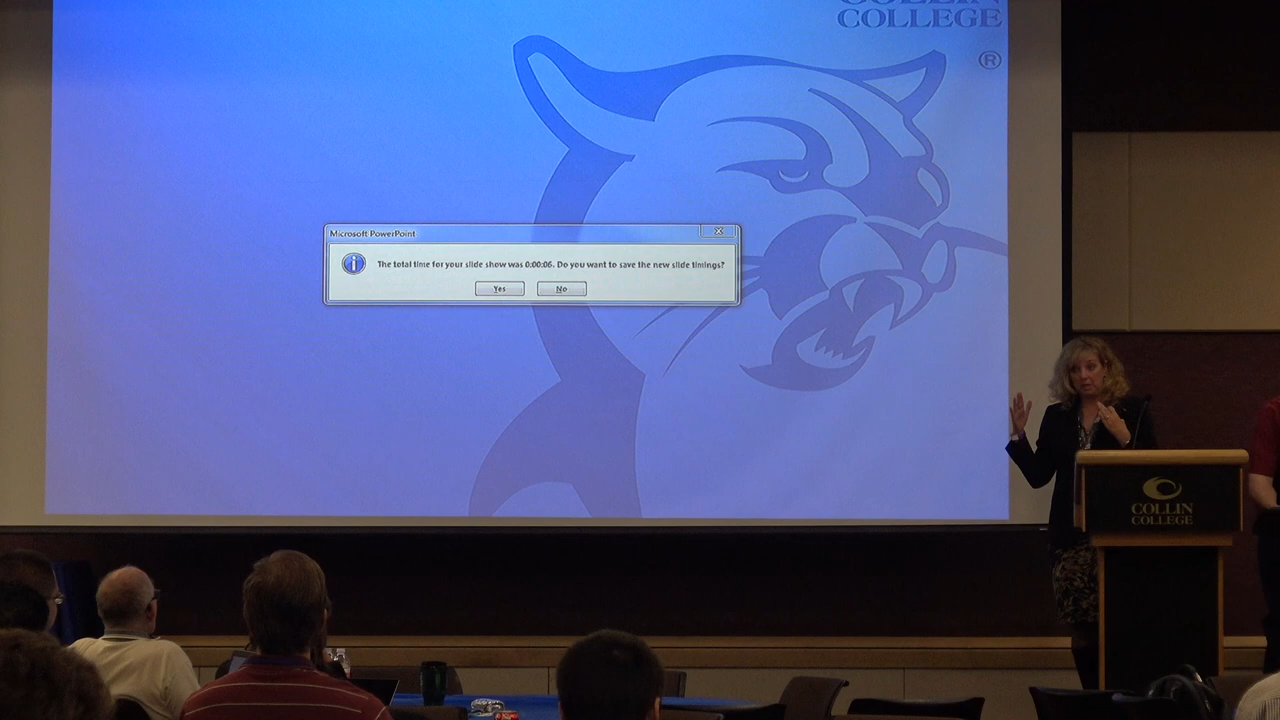 COLLIN
COLLEGE
®
Microsoft PowerPoint
The total time for your slide show was 0:00:06. Do you want to save the new slide timings?
Yes
No
COLLIN
COLLEGE